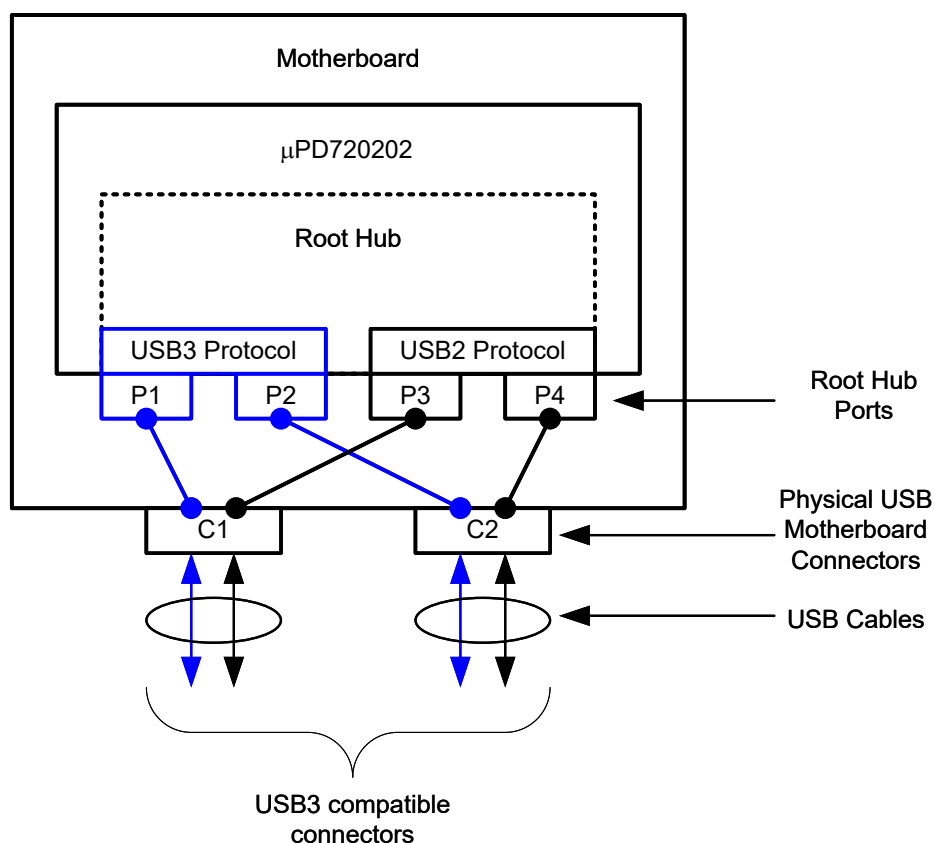 Motherboard
μPD720202
Root Hub
USB3 Protocol
USB2 Protocol
P1
P2
P3
P4
Root Hub
Ports
C1
C2
Physical USB
Motherboard
Connectors
USB Cables
USB3 compatible
connectors